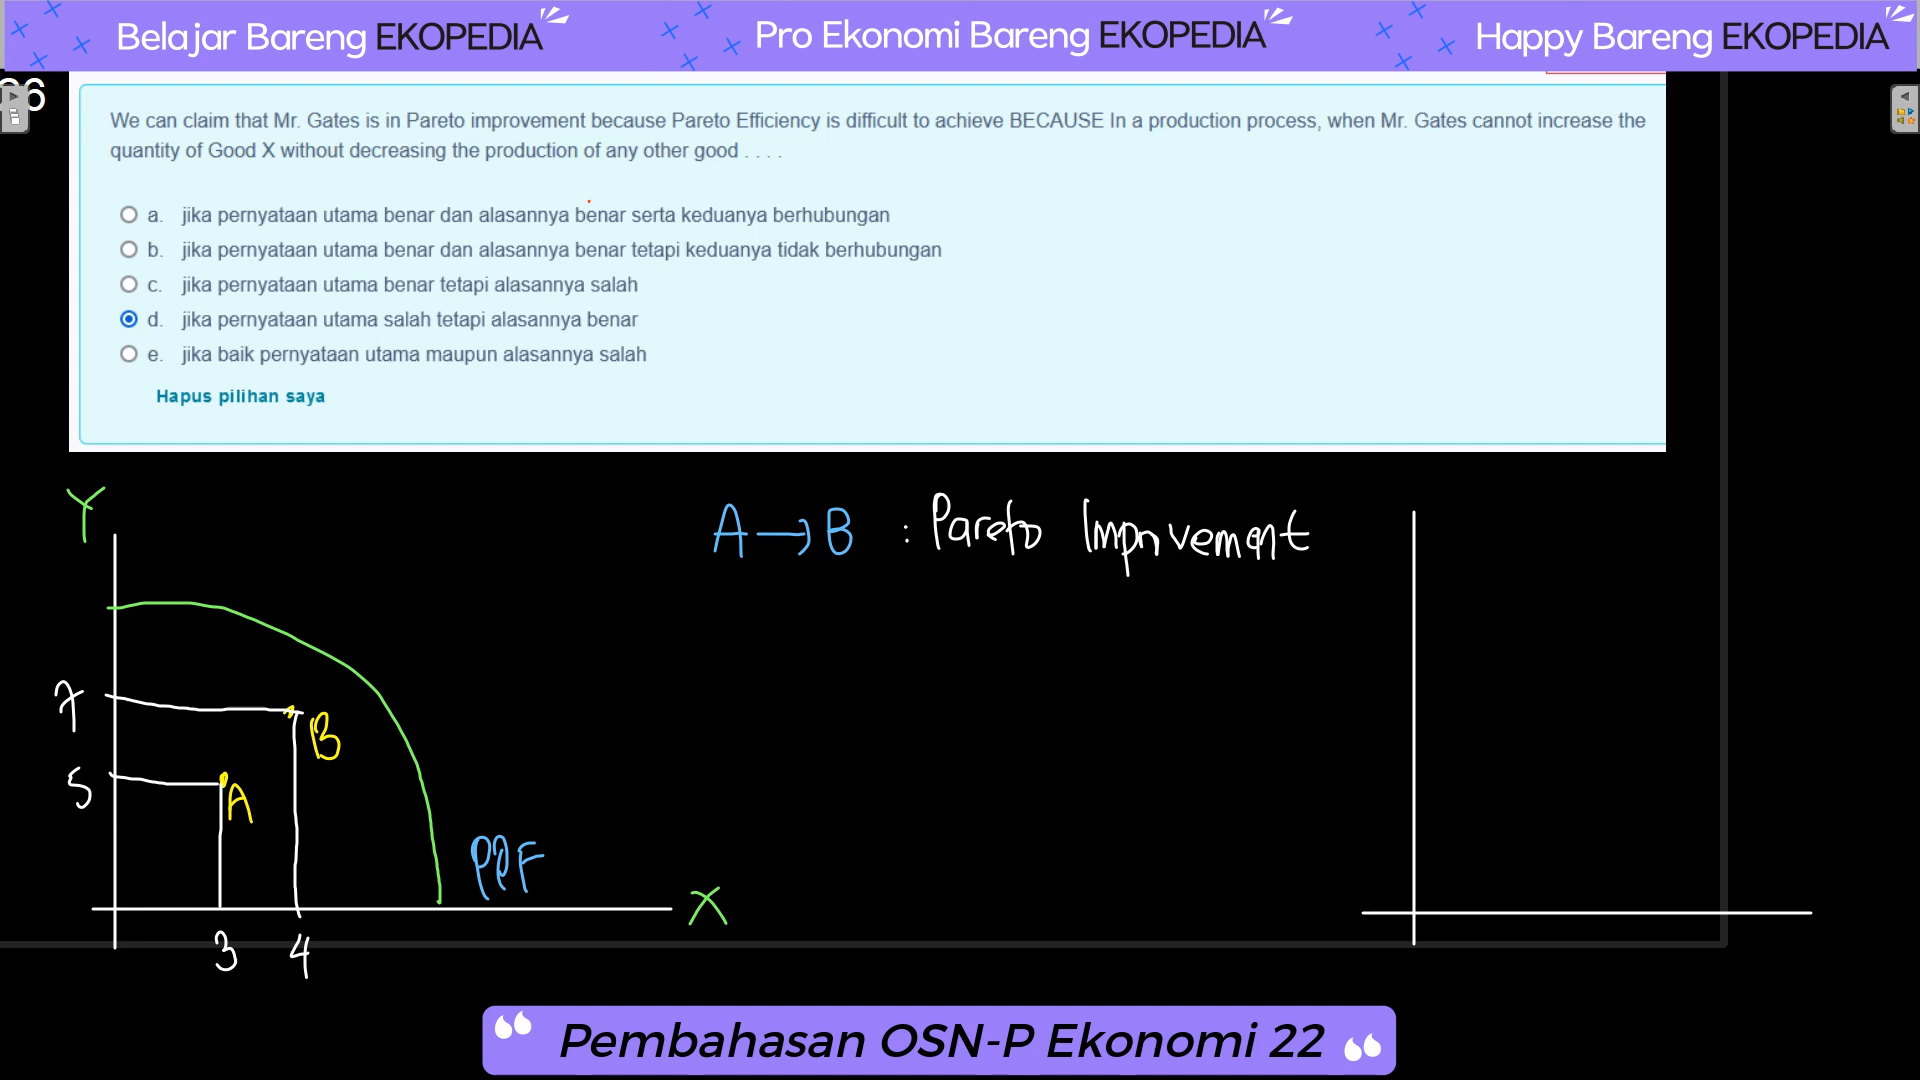 Belajar Bareng EKOPEDIA
Pro Ekonomi Bareng EKOPEDIA
Happy Bareng EKOPEDIA
We can claim that Mr. Gates is in Pareto improvement because Pareto Efficiency is difficult to achieve BECAUSE In a production process, when Mr. Gates cannot increase the
quantity of Good X without decreasing the production of any other good . . . .
a. jika pernyataan utama benar dan alasannya benar serta keduanya berhubungan
b. jika pernyataan utama benar dan alasannya benar tetapi keduanya tidak berhubungan
c. jika pernyataan utama benar tetapi alasannya salah
d. jika pernyataan utama salah tetapi alasannya benar
e. jika baik pernyataan utama maupun alasannya salah
Hapus pilihan saya
Y
A → B : Pareto Improvement
7
B
5
A
PPF
X
3 4
Pembahasan OSN-P Ekonomi 22